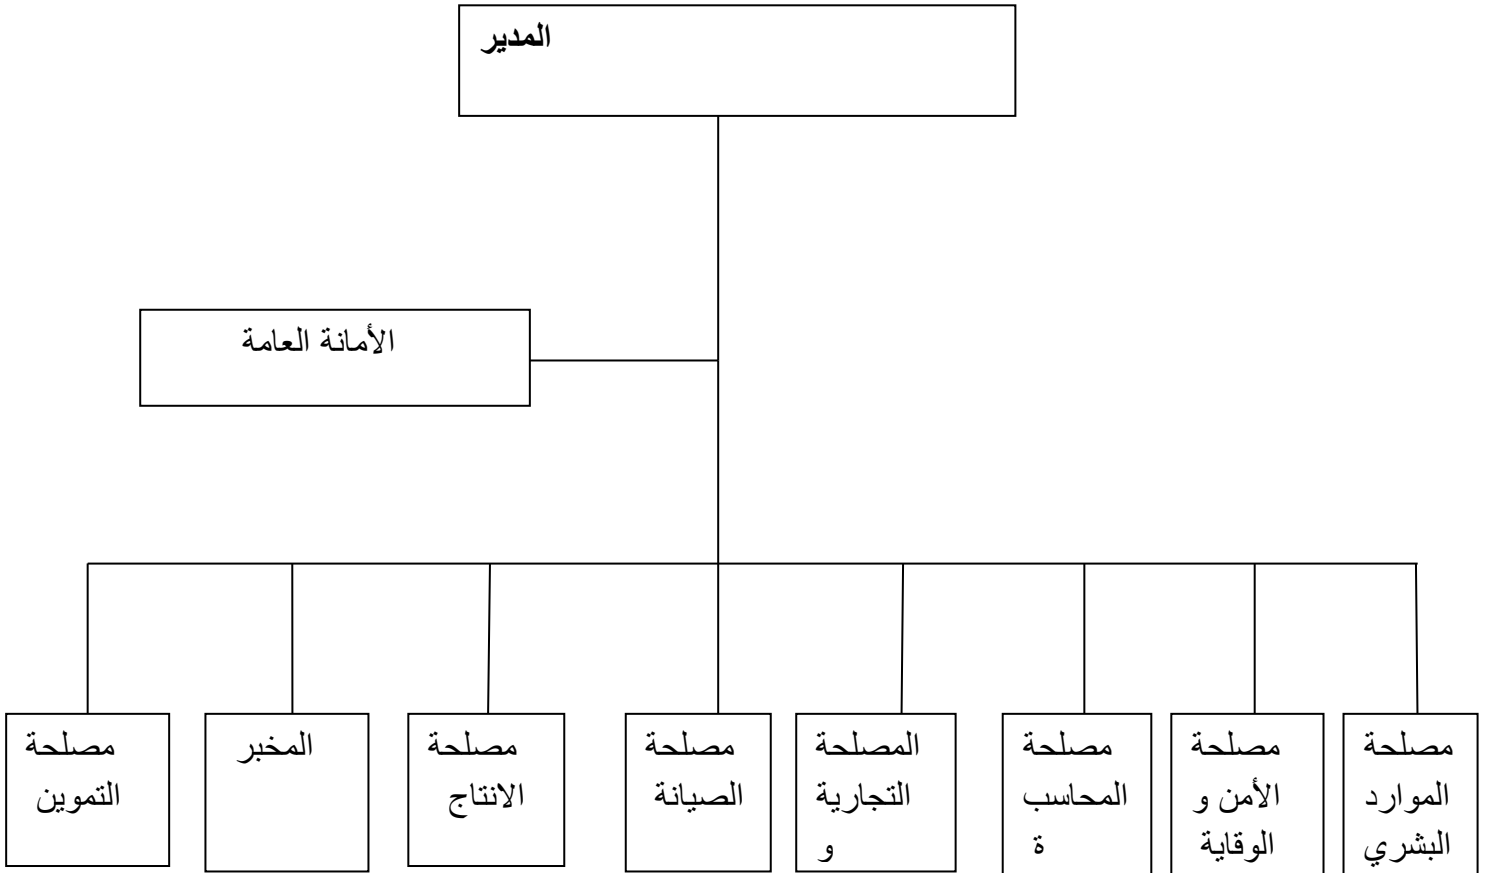 المدير
الأمانة العامة
مصلحة
الموارد
البشري
مصلحة
الأمن و
الوقاية
مصلحة
المحاسب
ة
المصلحة
التجارية
و
مصلحة
الصيانة
مصلحة
الانتاج
المخبر
مصلحة
التموين